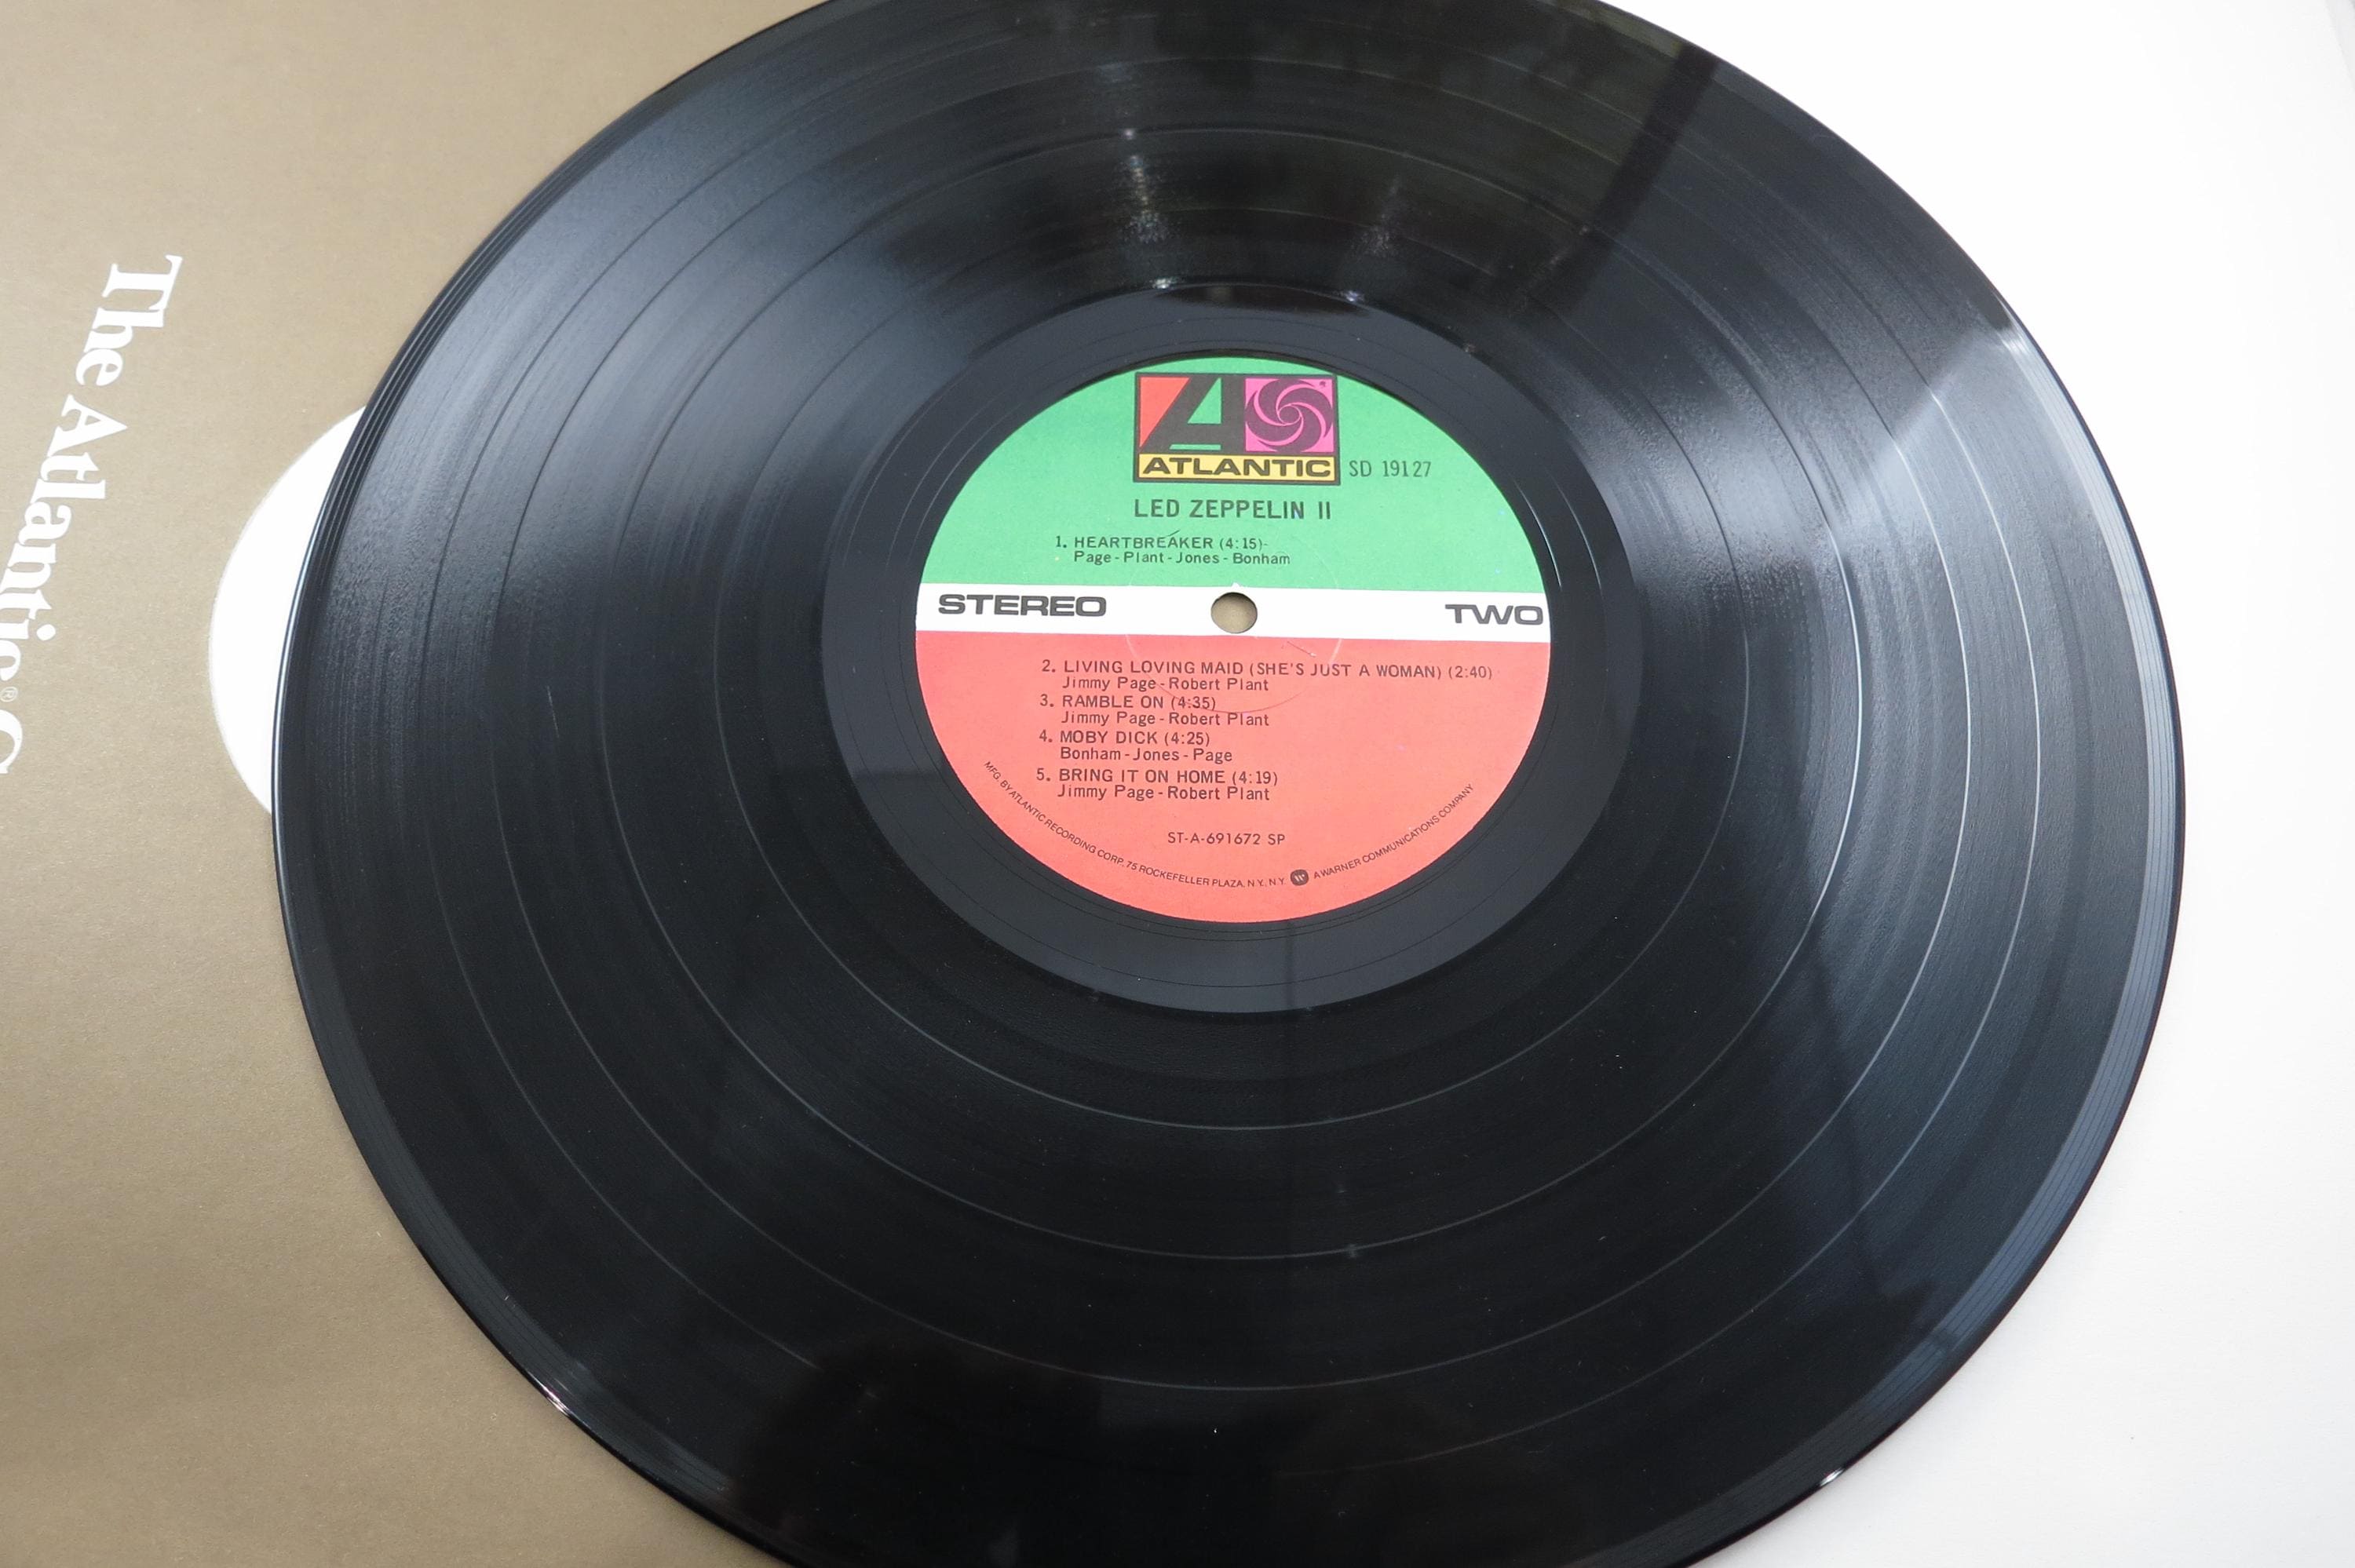 The Atlantic® G
ATLANTIC
SD 19127
LED ZEPPELIN II
1. HEARTBREAKER (4:15)
Page - Plant - Jones - Bonham
STEREO
TWO
2. LIVING LOVING MAID (SHE'S JUST A WOMAN) (2:40)
Jimmy Page - Robert Plant
3. RAMBLE ON (4:35)
Jimmy Page - Robert Plant
4. MOBY DICK (4:25)
Bonham - Jones - Page
5. BRING IT ON HOME (4:19)
Jimmy Page - Robert Plant
ST-A-691672 SP
MFG. BY ATLANTIC RECORDING CORP., 75 ROCKEFELLER PLAZA, N.Y., N.Y. A WARNER COMMUNICATIONS COMPANY